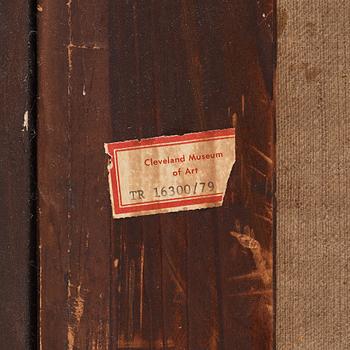 Cleveland Museum
of Art
TR 16300/79